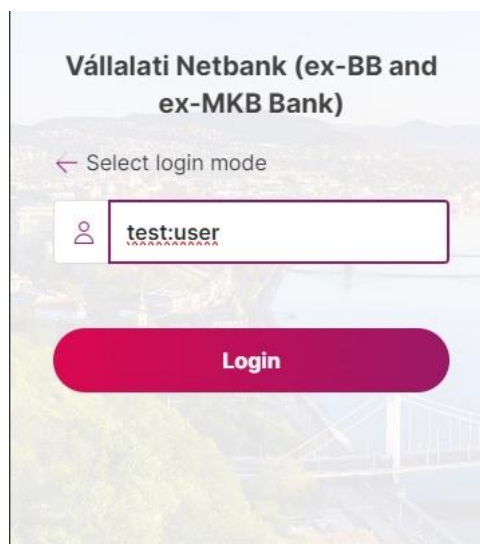 Vállalati Netbank (ex-BB and
ex-MKB Bank)
← Select login mode
test:user
Login